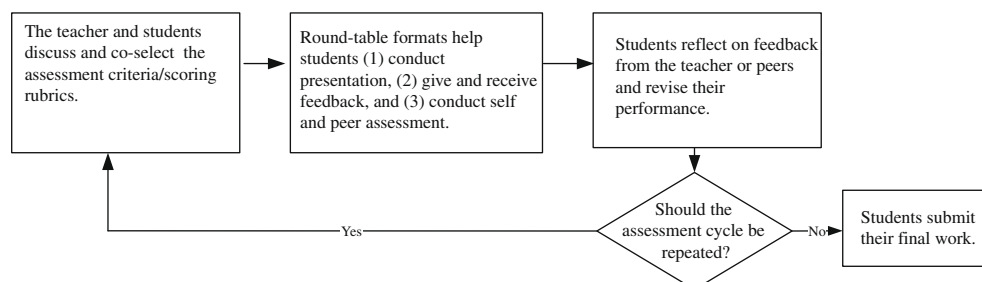 The teacher and students
discuss and co-select the
assessment criteria/scoring
rubrics.
Round-table formats help
students (1) conduct
presentation, (2) give and receive
feedback, and (3) conduct self
and peer assessment.
Students reflect on feedback
from the teacher or peers
and revise their
performance.
Should the
assessment cycle be
repeated?
Yes
No
Students submit
their final work.